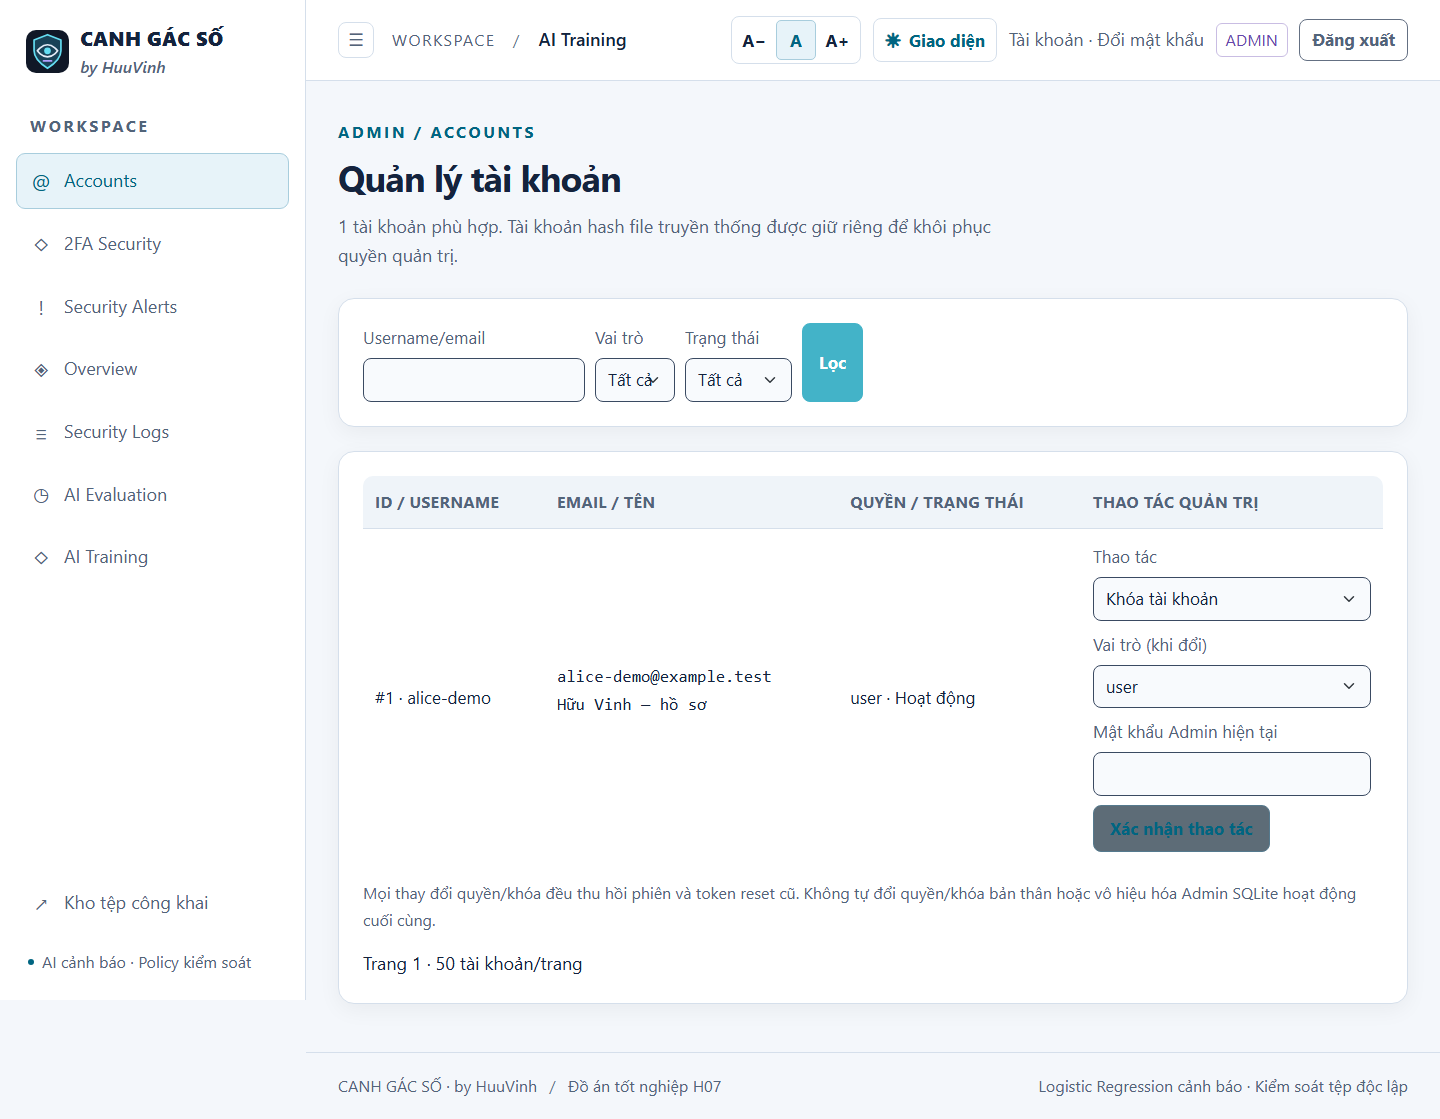 CANH GÁC SỐ
by HuuVinh
WORKSPACE
@ Accounts
2FA Security
! Security Alerts
Overview
Security Logs
AI Evaluation
AI Training
Kho tệp công khai
AI cảnh báo · Policy kiểm soát
WORKSPACE / AI Training
A− A A+
Giao diện
Tài khoản · Đổi mật khẩu
ADMIN
Đăng xuất
ADMIN / ACCOUNTS
Quản lý tài khoản
1 tài khoản phù hợp. Tài khoản hash file truyền thống được giữ riêng để khôi phục
quyền quản trị.
Username/email Vai trò Trạng thái
Tất cả Tất cả Lọc
ID / USERNAME EMAIL / TÊN QUYỀN / TRẠNG THÁI THAO TÁC QUẢN TRỊ
#1 · alice-demo
alice-demo@example.test
Hữu Vinh — hồ sơ
user · Hoạt động
Thao tác
Khóa tài khoản
Vai trò (khi đổi)
user
Mật khẩu Admin hiện tại
Xác nhận thao tác
Mọi thay đổi quyền/khóa đều thu hồi phiên và token reset cũ. Không tự đổi quyền/khóa bản thân hoặc vô hiệu hóa Admin SQLite hoạt động
cuối cùng.
Trang 1 · 50 tài khoản/trang
CANH GÁC SỐ · by HuuVinh / Đồ án tốt nghiệp H07
Logistic Regression cảnh báo · Kiểm soát tệp độc lập